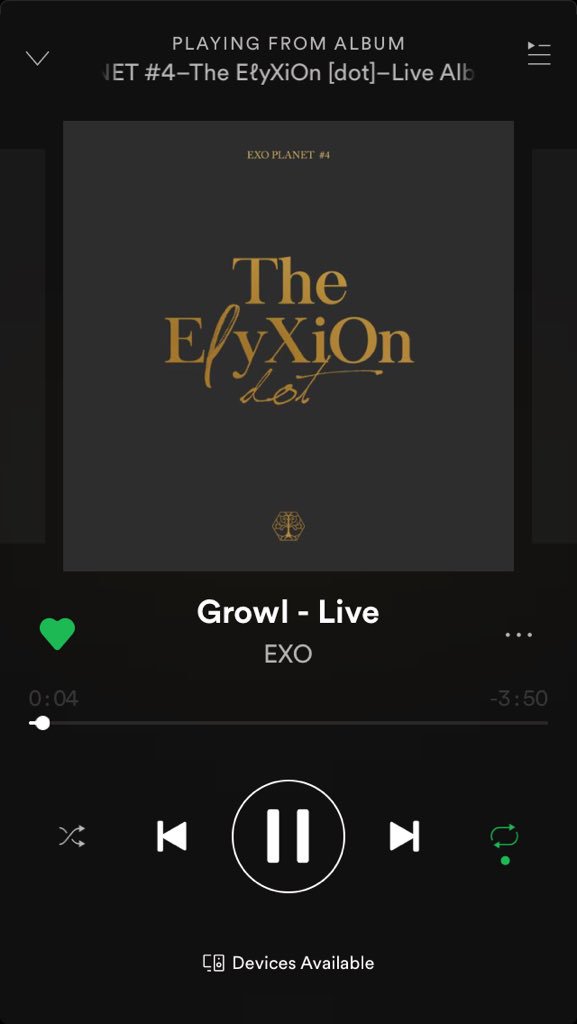 PLAYING FROM ALBUM
NET #4–The EℓyXiOn [dot]–Live Alb
EXO PLANET #4
The
EℓyXiOn
dot
Growl - Live
EXO
0:04
-3:50
Devices Available